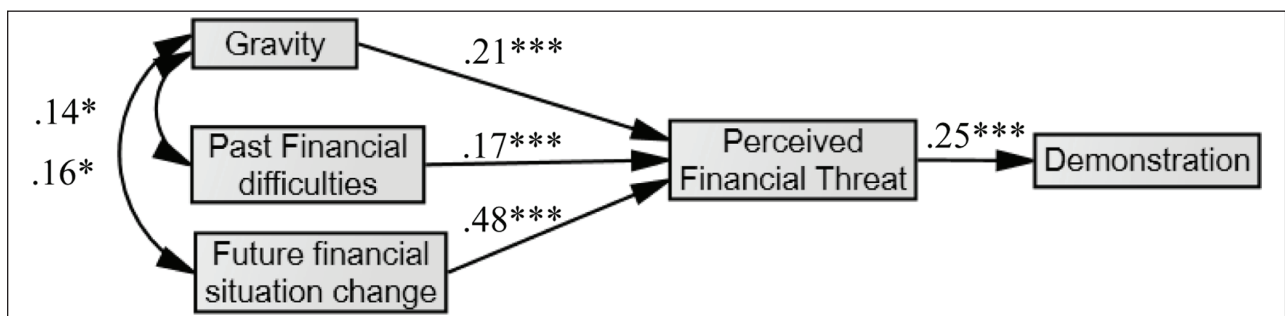 Gravity
.21***
.14*
.16*
Past Financial
difficulties
.17***
Perceived
Financial Threat
.25***
Demonstration
.48***
Future financial
situation change